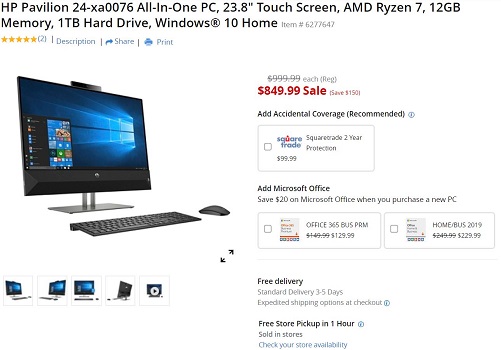 HP Pavilion 24-xa0076 All-In-One PC, 23.8" Touch Screen, AMD Ryzen 7, 12GB
Memory, 1TB Hard Drive, Windows® 10 Home Item # 6277647
(2) | Description | Share | Print
$999.99 each (Reg)
$849.99 Sale (Save $150)
Add Accidental Coverage (Recommended)
square
trade
Squaretrade 2 Year
Protection
$99.99
Add Microsoft Office
Save $20 on Microsoft Office when you purchase a new PC
OFFICE 365 BUS PRM
$149.99 $129.99
HOME/BUS 2019
$249.99 $229.99
Free delivery
Standard Delivery 3-5 Days
Expedited shipping options at checkout
Free Store Pickup in 1 Hour
Sold in stores
Check your store availability